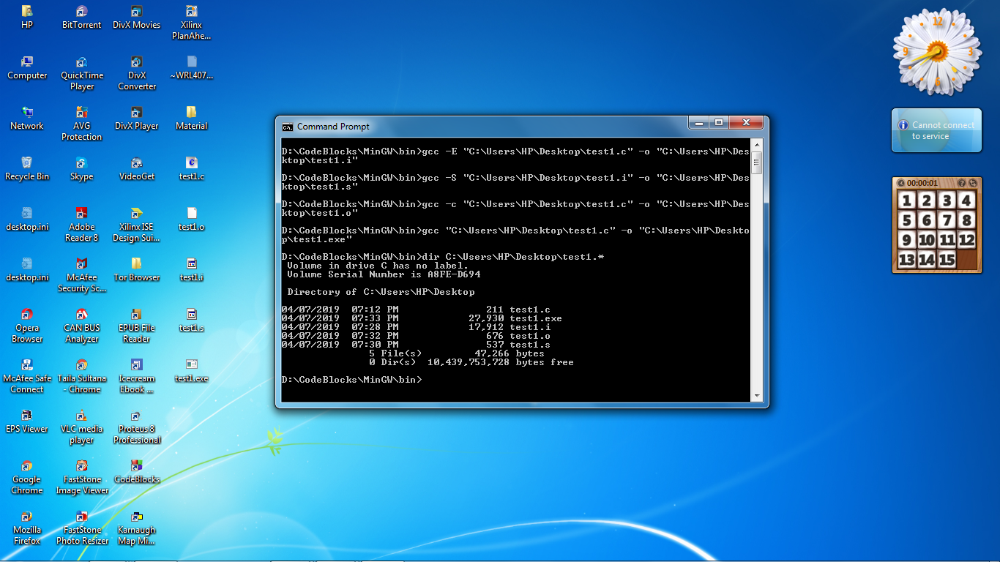 HP
BitTorrent
DivX Movies
Xilinx
PlanAhe...
Computer
QuickTime
Player
DivX
Converter
~WRL407...
Network
AVG
Protection
DivX Player
Material
Recycle Bin
Skype
VideoGet
test1.c
desktop.ini
Adobe
Reader 8
Xilinx ISE
Design Sui...
test1.o
desktop.ini
McAfee
Security Sc...
Tor Browser
test1.i
Opera
Browser
CAN BUS
Analyzer
EPUB File
Reader
test1.s
McAfee Safe
Connect
Taila Sultana
- Chrome
Icecream
Ebook ...
test1.exe
EPS Viewer
VLC media
player
Proteus 8
Professional
Google
Chrome
FastStone
Image Viewer
CodeBlocks
Mozilla
Firefox
FastStone
Photo Resizer
Karnaugh
Map Mi...
C:\.
Command Prompt
D:\CodeBlocks\MinGW\bin>gcc -E "C:\Users\HP\Desktop\test1.c" -o "C:\Users\HP\Des
ktop\test1.i"
D:\CodeBlocks\MinGW\bin>gcc -S "C:\Users\HP\Desktop\test1.i" -o "C:\Users\HP\Des
ktop\test1.s"
D:\CodeBlocks\MinGW\bin>gcc -c "C:\Users\HP\Desktop\test1.c" -o "C:\Users\HP\Des
ktop\test1.o"
D:\CodeBlocks\MinGW\bin>gcc "C:\Users\HP\Desktop\test1.c" -o "C:\Users\HP\Deskto
p\test1.exe"
D:\CodeBlocks\MinGW\bin>dir C:\Users\HP\Desktop\test1.*
Volume in drive C has no label.
Volume Serial Number is A8FE-D694
Directory of C:\Users\HP\Desktop
04/07/2019  07:12 PM               211 test1.c
04/07/2019  07:33 PM            27,930 test1.exe
04/07/2019  07:28 PM            17,912 test1.i
04/07/2019  07:32 PM               676 test1.o
04/07/2019  07:30 PM               537 test1.s
5 File(s)         47,266 bytes
0 Dir(s)  10,439,753,728 bytes free
D:\CodeBlocks\MinGW\bin>
12
9 3
6
Cannot connect
to service
00:00:01 ?
1 2 3 4
5 6 7 8
9 10 11 12
13 14 15